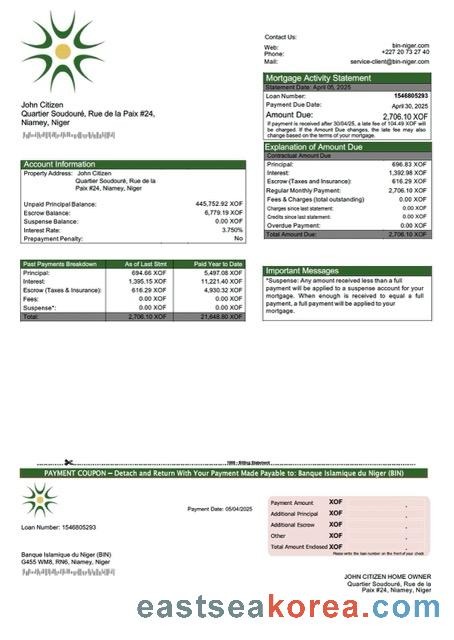 Contact Us:
Web: bin-niger.com
Phone: +227 20 73 27 40
Mail: service-client@bin-niger.com
John Citizen
Quartier Soudouré, Rue de la Paix #24,
Niamey, Niger
Mortgage Activity Statement
Statement Date: April 05, 2025
Loan Number: 1546805293
Payment Due Date: April 30, 2025
Amount Due: 2,706.10 XOF
If payment is received after 30/04/25, a late fee of 104.49 XOF will
be charged. If the Amount Due changes, the late fee may also
change based on terms of the mortgage.
Explanation of Amount Due
Contractual Amount Due
Principal: 696.83 XOF
Interest: 1,392.98 XOF
Escrow (Taxes and Insurance): 616.29 XOF
Regular Monthly Payment: 2,706.10 XOF
Fees & Charges (total outstanding) 0.00 XOF
Charges since last statement: 0.00 XOF
Credits since last statement: 0.00 XOF
Overdue Payment: 0.00 XOF
Total Amount Due: 2,706.10 XOF
Account Information
Property Address: John Citizen
Quartier Soudouré, Rue de la
Paix #24, Niamey, Niger
Unpaid Principal Balance: 445,752.92 XOF
Escrow Balance: 6,779.19 XOF
Suspense Balance: 0.00 XOF
Interest Rate: 3.750%
Prepayment Penalty: No
Past Payments Breakdown As of Last Stmt Paid Year to Date
Principal: 694.66 XOF 5,497.08 XOF
Interest: 1,395.15 XOF 11,221.40 XOF
Escrow (Taxes & Insurance): 616.29 XOF 4,930.32 XOF
Fees: 0.00 XOF 0.00 XOF
Suspense*: 0.00 XOF 0.00 XOF
Total: 2,706.10 XOF 21,648.80 XOF
Important Messages
*Suspense: Any amount received less than a full
payment will be applied to a suspense account for your
mortgage. When enough is received to equal a full
payment, a full payment will be applied to your
mortgage.
Billing Statement
PAYMENT COUPON – Detach and Return With Your Payment Made Payable to: Banque Islamique du Niger (BIN)
Payment Date: 05/04/2025
Loan Number: 1546805293
Payment Amount XOF .
Additional Principal XOF .
Additional Escrow XOF .
Other XOF .
Total Amount Enclosed XOF .
Please write the loan number on the front of your check
Banque Islamique du Niger (BIN)
G455 WM8, RN6, Niamey, Niger
JOHN CITIZEN HOME OWNER
Quartier Soudouré, Rue de la
Paix #24, Niamey, Niger
eastseakorea.com